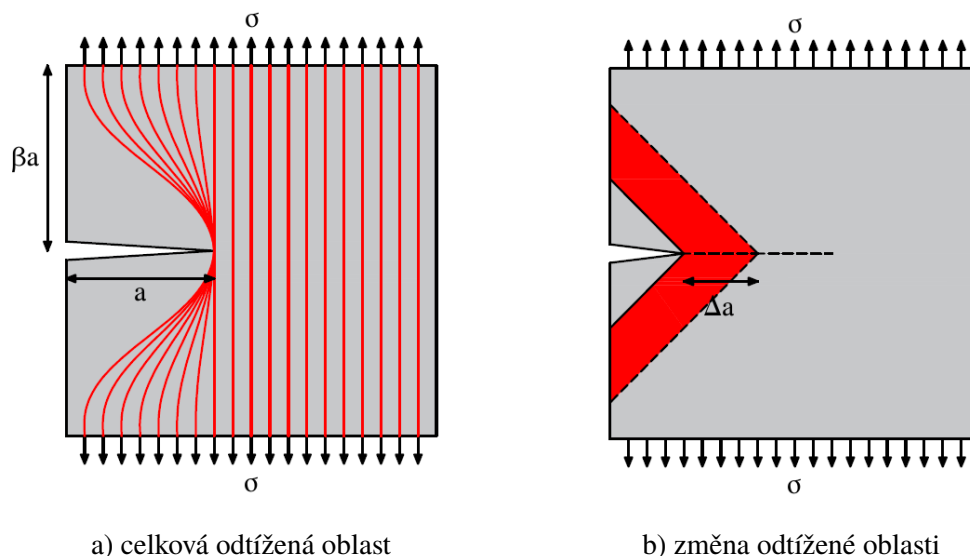 σ
σ
βa
a
Δa
σ
σ
a) celková odtížená oblast
b) změna odtížené oblasti